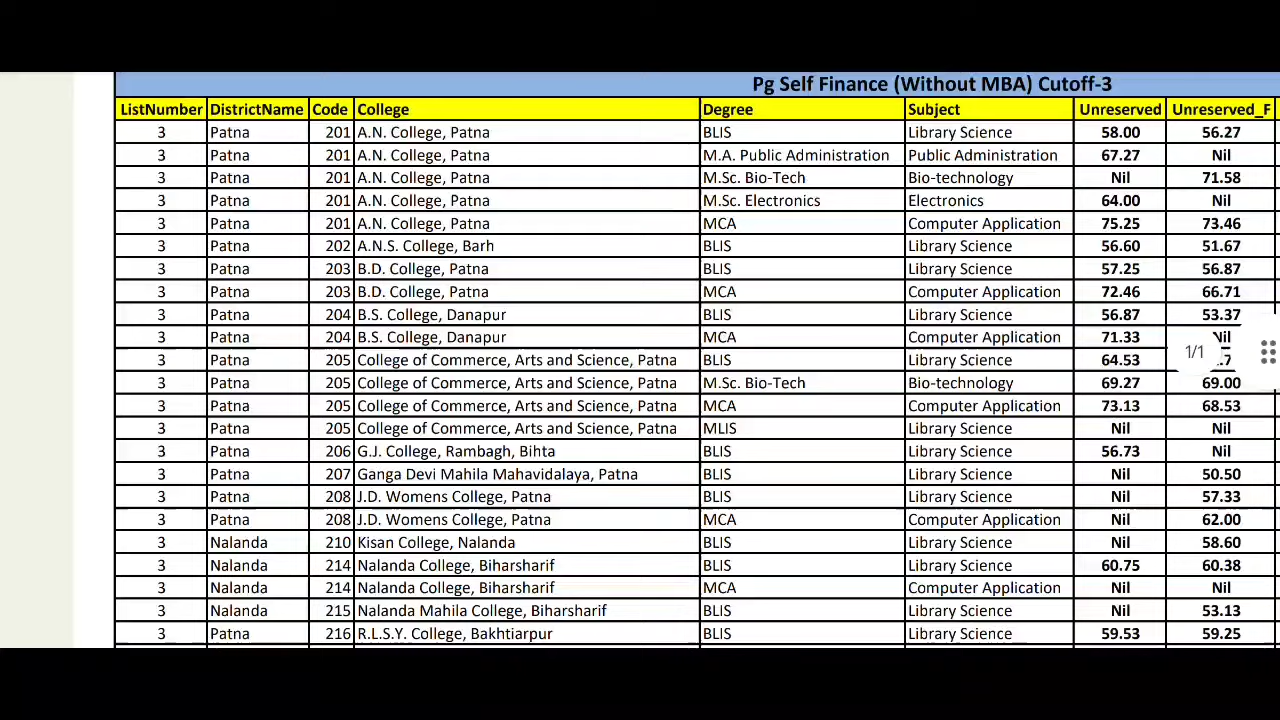 Pg Self Finance (Without MBA) Cutoff-3
ListNumber DistrictName Code College Degree Subject Unreserved Unreserved_F
3 Patna 201 A.N. College, Patna BLIS Library Science 58.00 56.27
3 Patna 201 A.N. College, Patna M.A. Public Administration Public Administration 67.27 Nil
3 Patna 201 A.N. College, Patna M.Sc. Bio-Tech Bio-technology Nil 71.58
3 Patna 201 A.N. College, Patna M.Sc. Electronics Electronics 64.00 Nil
3 Patna 201 A.N. College, Patna MCA Computer Application 75.25 73.46
3 Patna 202 A.N.S. College, Barh BLIS Library Science 56.60 51.67
3 Patna 203 B.D. College, Patna BLIS Library Science 57.25 56.87
3 Patna 203 B.D. College, Patna MCA Computer Application 72.46 66.71
3 Patna 204 B.S. College, Danapur BLIS Library Science 56.87 53.37
3 Patna 204 B.S. College, Danapur MCA Computer Application 71.33 Nil
3 Patna 205 College of Commerce, Arts and Science, Patna BLIS Library Science 64.53
1/1
3 Patna 205 College of Commerce, Arts and Science, Patna M.Sc. Bio-Tech Bio-technology 69.27 69.00
3 Patna 205 College of Commerce, Arts and Science, Patna MCA Computer Application 73.13 68.53
3 Patna 205 College of Commerce, Arts and Science, Patna MLIS Library Science Nil Nil
3 Patna 206 G.J. College, Rambagh, Bihta BLIS Library Science 56.73 Nil
3 Patna 207 Ganga Devi Mahila Mahavidalaya, Patna BLIS Library Science Nil 50.50
3 Patna 208 J.D. Womens College, Patna BLIS Library Science Nil 57.33
3 Patna 208 J.D. Womens College, Patna MCA Computer Application Nil 62.00
3 Nalanda 210 Kisan College, Nalanda BLIS Library Science Nil 58.60
3 Nalanda 214 Nalanda College, Biharsharif BLIS Library Science 60.75 60.38
3 Nalanda 214 Nalanda College, Biharsharif MCA Computer Application Nil Nil
3 Nalanda 215 Nalanda Mahila College, Biharsharif BLIS Library Science Nil 53.13
3 Patna 216 R.L.S.Y. College, Bakhtiarpur BLIS Library Science 59.53 59.25